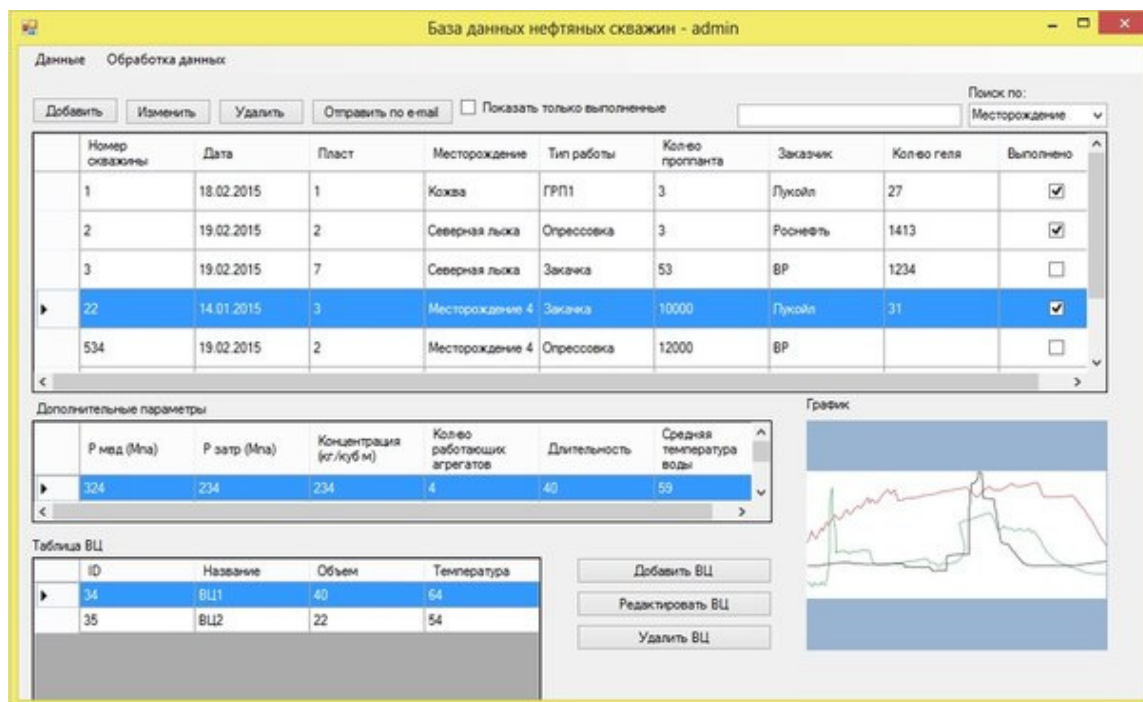 База данных нефтяных скважин - admin
Данные Обработка данных
Поиск по:
Добавить Изменить Удалить Отправить по e-mail Показать только выполненные Месторождение
Номер скважины Дата Пласт Месторождение Тип работы Кол-во проппанта Заказчик Кол-во геля Выполнено
1 18.02.2015 1 Кожва ГРП1 3 Лукойл 27
2 19.02.2015 2 Северная лыжа Опрессовка 3 Роснефть 1413
3 19.02.2015 7 Северная лыжа Закачка 53 BP 1234
22 14.01.2015 3 Месторождение 4 Закачка 10000 Лукойл 31
534 19.02.2015 2 Месторождение 4 Опрессовка 12000 BP
Дополнительные параметры График
P мвд (Мпа) P затр (Мпа) Концентрация (кг/куб м) Кол-во работающих агрегатов Длительность Средняя температура воды
324 234 234 4 40 59
Таблица ВЦ
ID Название Объем Температура
34 ВЦ1 40 64
35 ВЦ2 22 54
Добавить ВЦ
Редактировать ВЦ
Удалить ВЦ